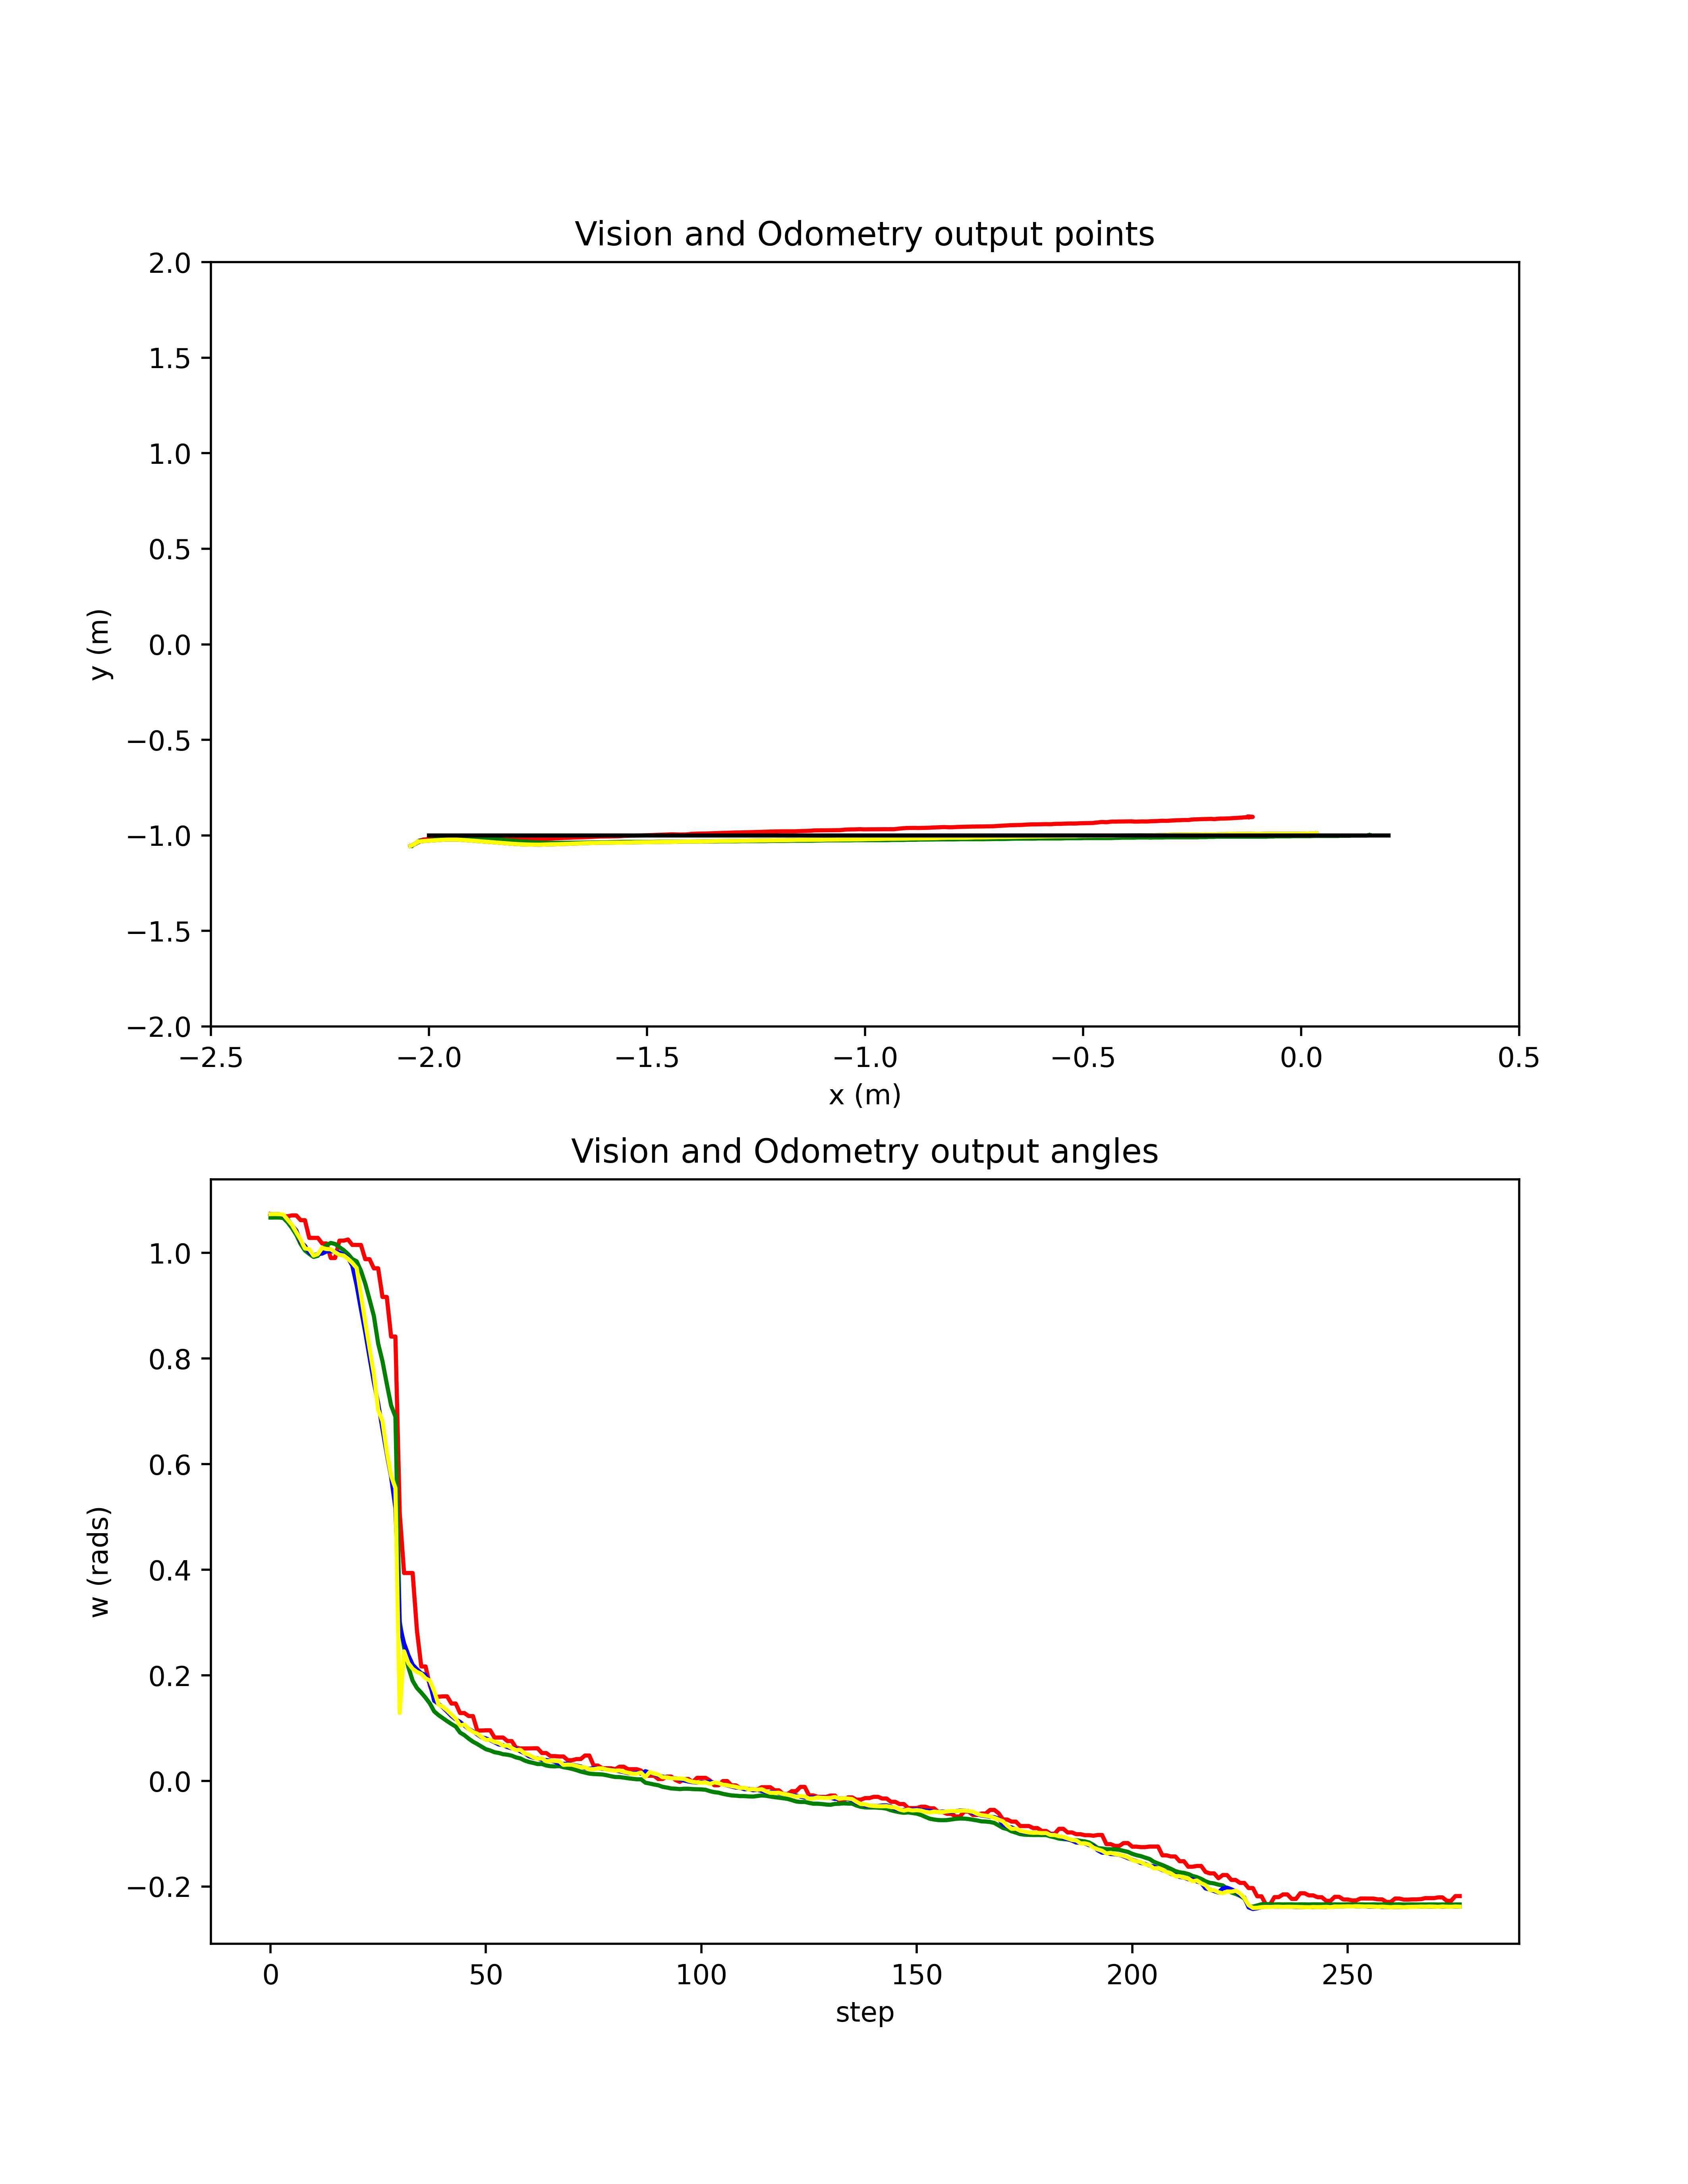 Vision and Odometry output points
2.0
1.5
1.0
0.5
0.0
−0.5
−1.0
−1.5
−2.0
y (m)
−2.5 −2.0 −1.5 −1.0 −0.5 0.0 0.5
x (m)
Vision and Odometry output angles
1.0
0.8
0.6
0.4
0.2
0.0
−0.2
w (rads)
0 50 100 150 200 250
step